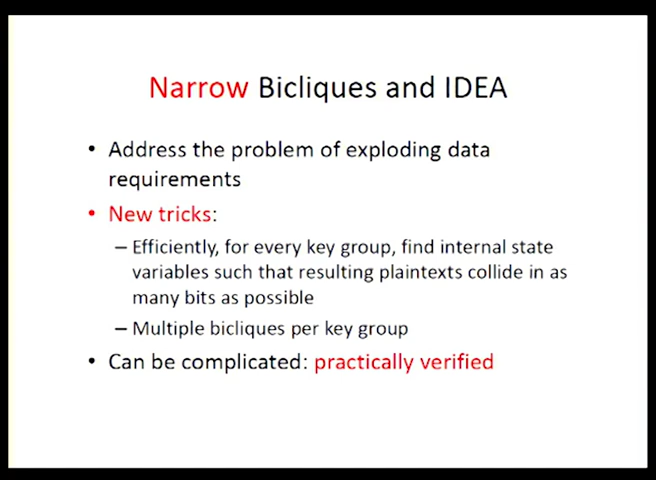 Narrow Bicliques and IDEA
• Address the problem of exploding data
requirements
• New tricks:
– Efficiently, for every key group, find internal state
variables such that resulting plaintexts collide in as
many bits as possible
– Multiple bicliques per key group
• Can be complicated: practically verified